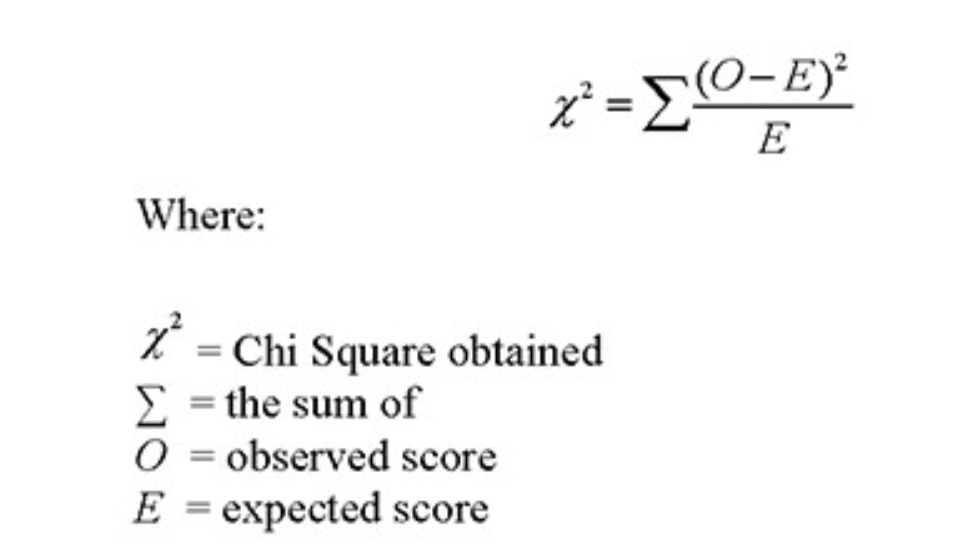 χ² = ∑(O − E)² / E
Where:
χ² = Chi Square obtained
∑ = the sum of
O = observed score
E = expected score